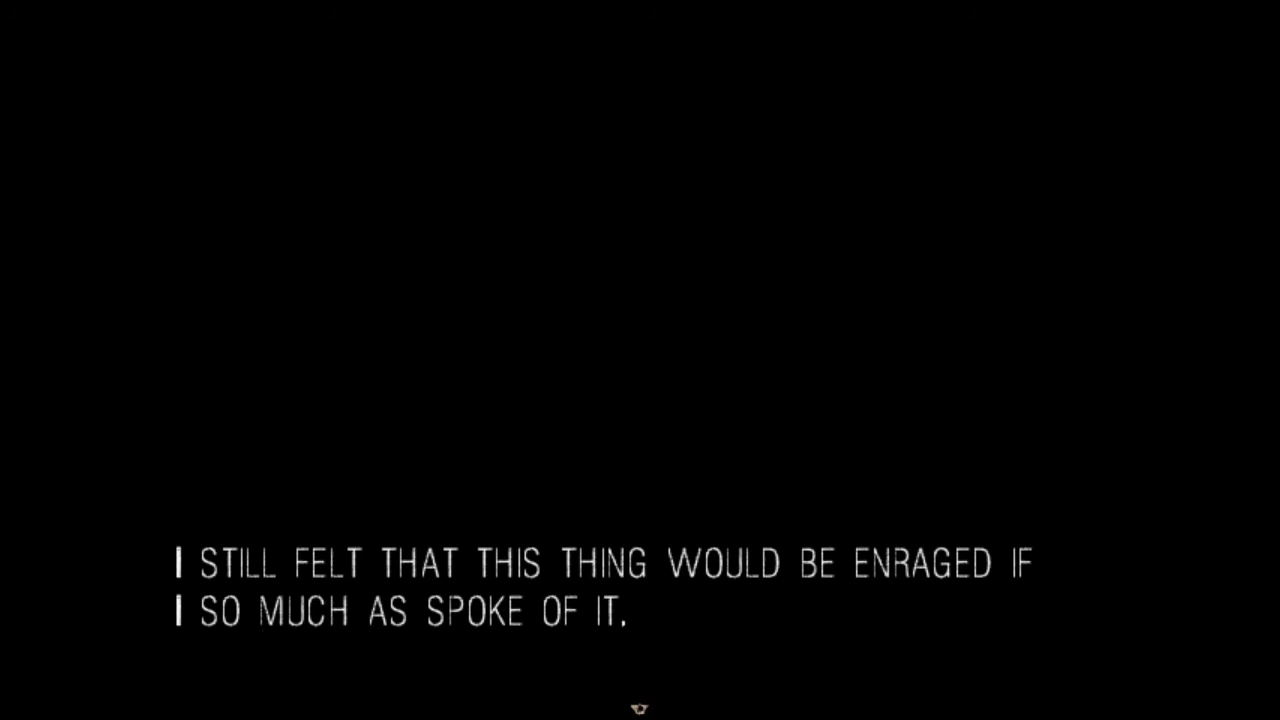 I STILL FELT THAT THIS THING WOULD BE ENRAGED IF
I SO MUCH AS SPOKE OF IT.